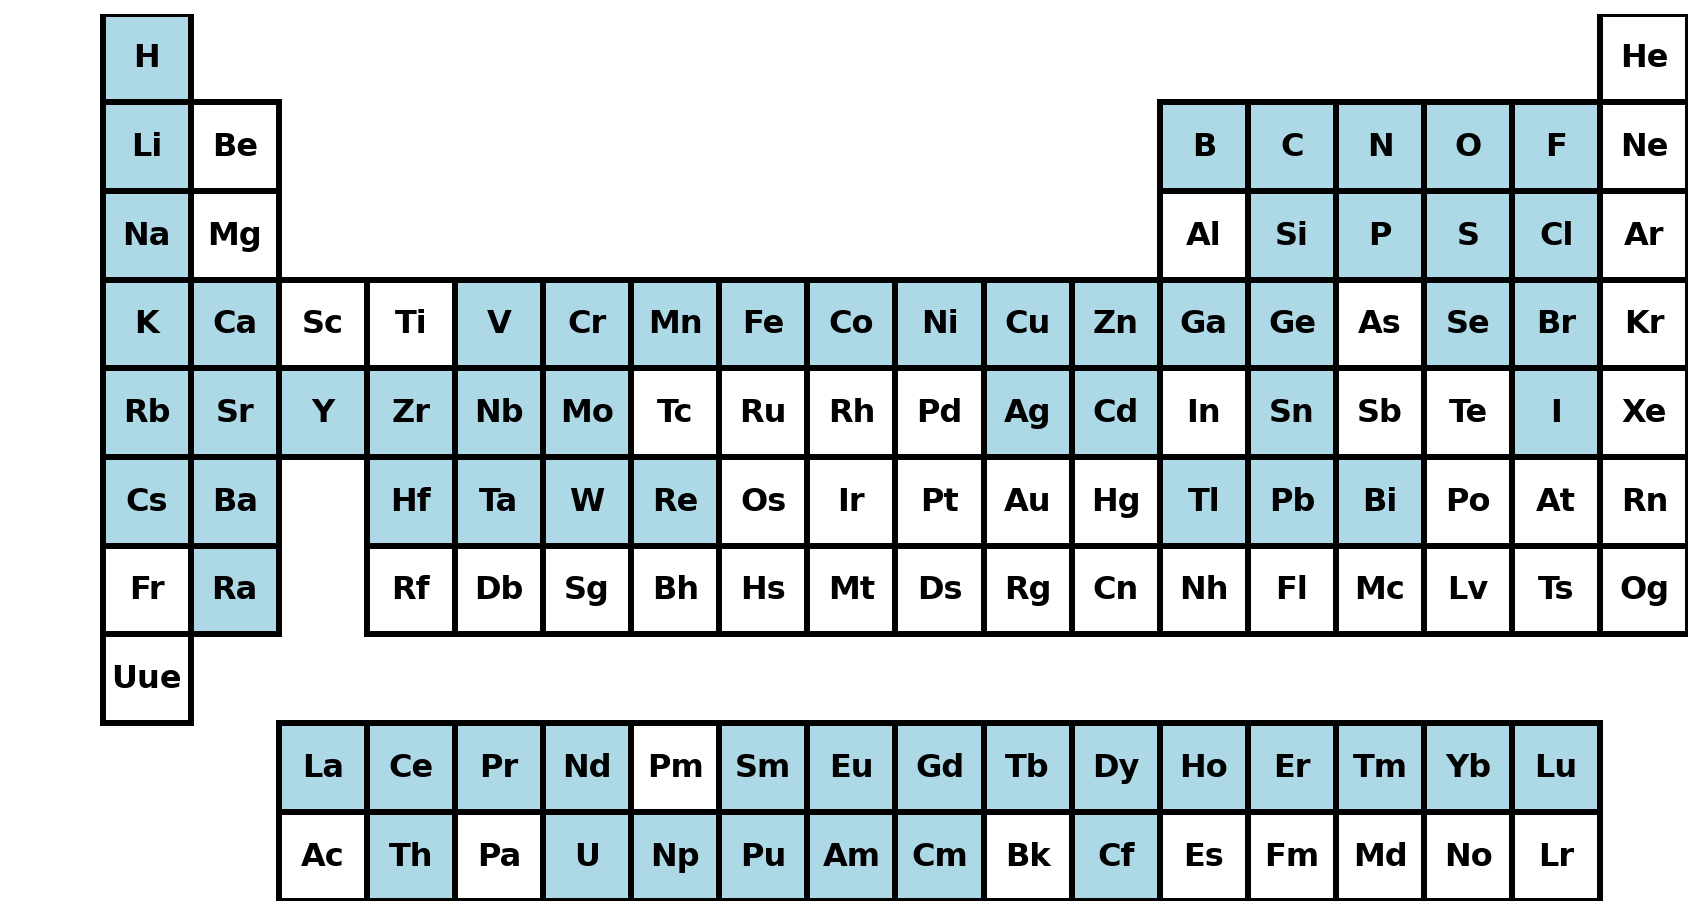 H He
Li Be B C N O F Ne
Na Mg Al Si P S Cl Ar
K Ca Sc Ti V Cr Mn Fe Co Ni Cu Zn Ga Ge As Se Br Kr
Rb Sr Y Zr Nb Mo Tc Ru Rh Pd Ag Cd In Sn Sb Te I Xe
Cs Ba Hf Ta W Re Os Ir Pt Au Hg Tl Pb Bi Po At Rn
Fr Ra Rf Db Sg Bh Hs Mt Ds Rg Cn Nh Fl Mc Lv Ts Og
Uue
La Ce Pr Nd Pm Sm Eu Gd Tb Dy Ho Er Tm Yb Lu
Ac Th Pa U Np Pu Am Cm Bk Cf Es Fm Md No Lr